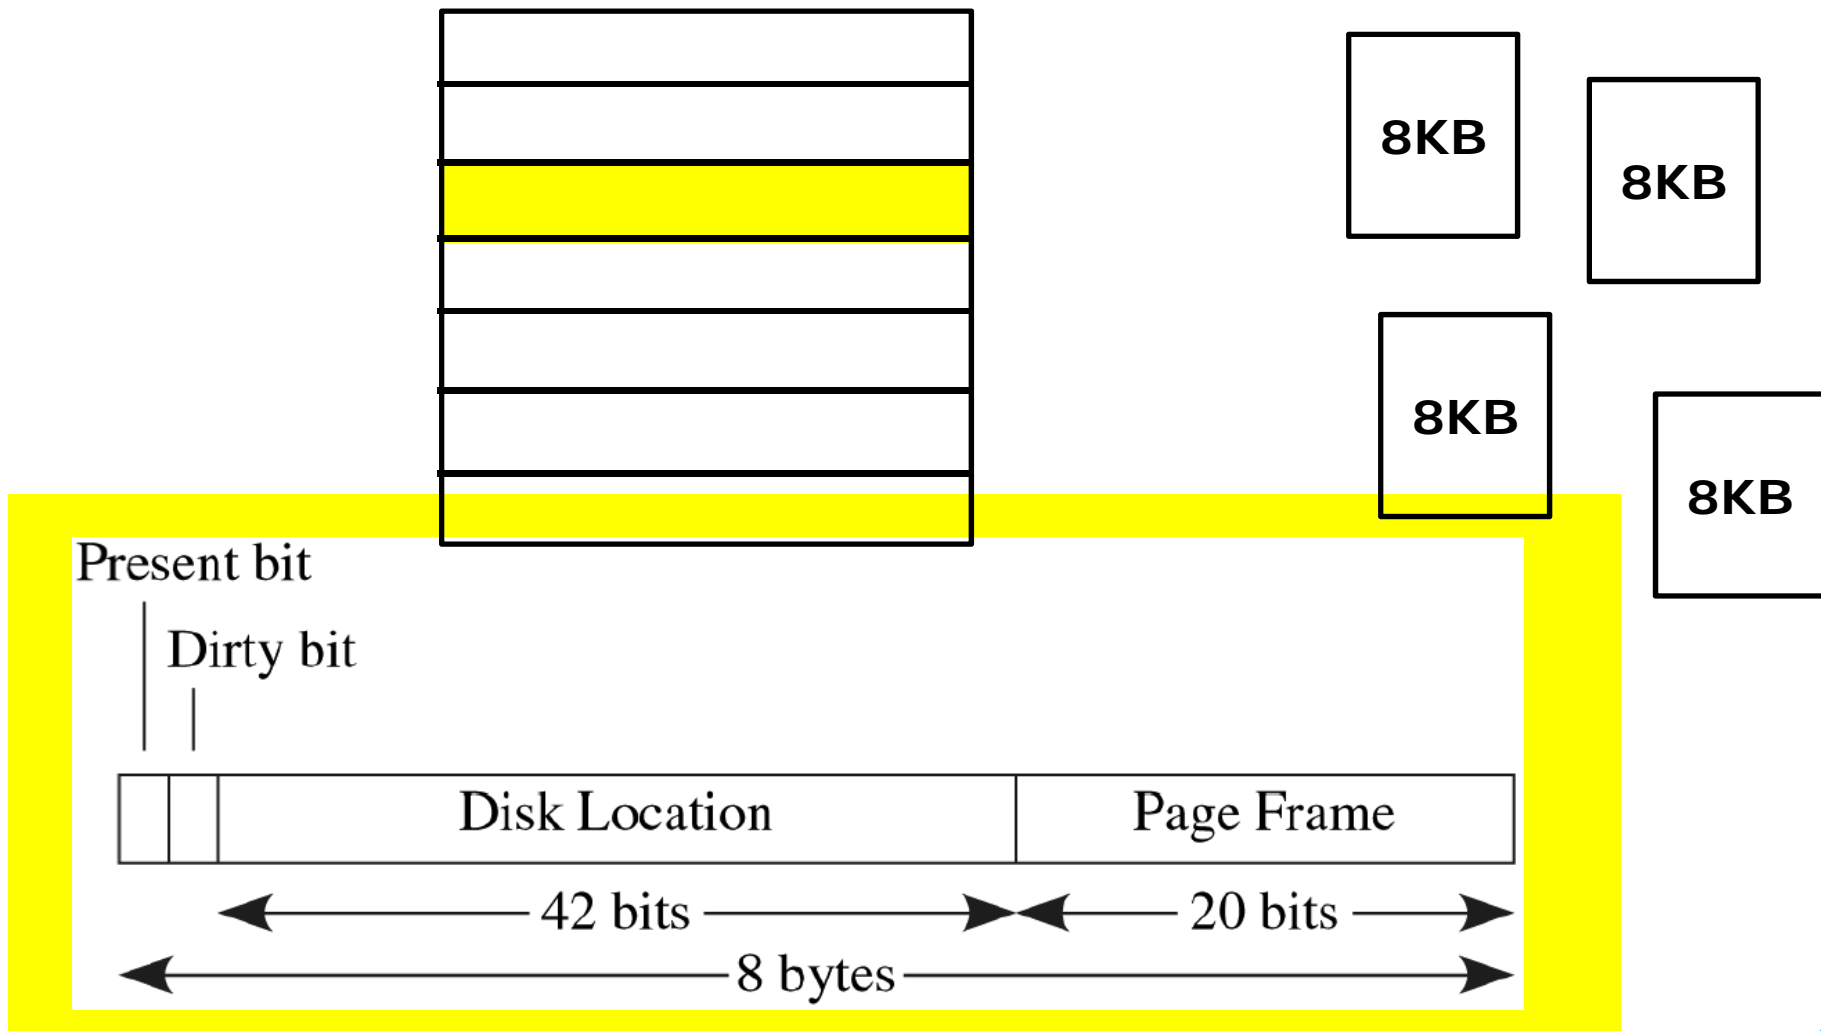 8KB
8KB
8KB
8KB
Present bit
Dirty bit
Disk Location
Page Frame
42 bits
20 bits
8 bytes